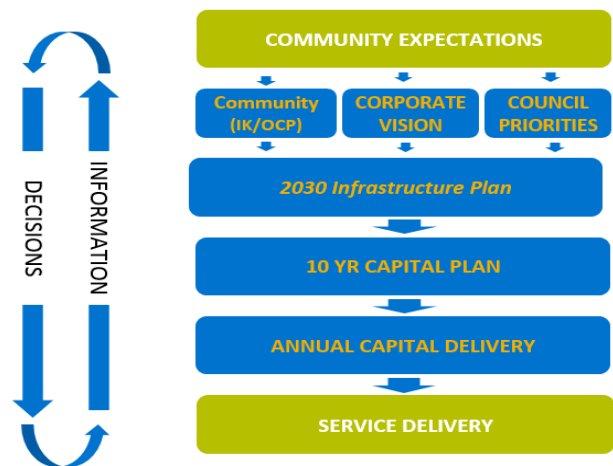 COMMUNITY EXPECTATIONS
Community
(IK/OCP)
CORPORATE
VISION
COUNCIL
PRIORITIES
2030 Infrastructure Plan
10 YR CAPITAL PLAN
ANNUAL CAPITAL DELIVERY
SERVICE DELIVERY
DECISIONS
INFORMATION